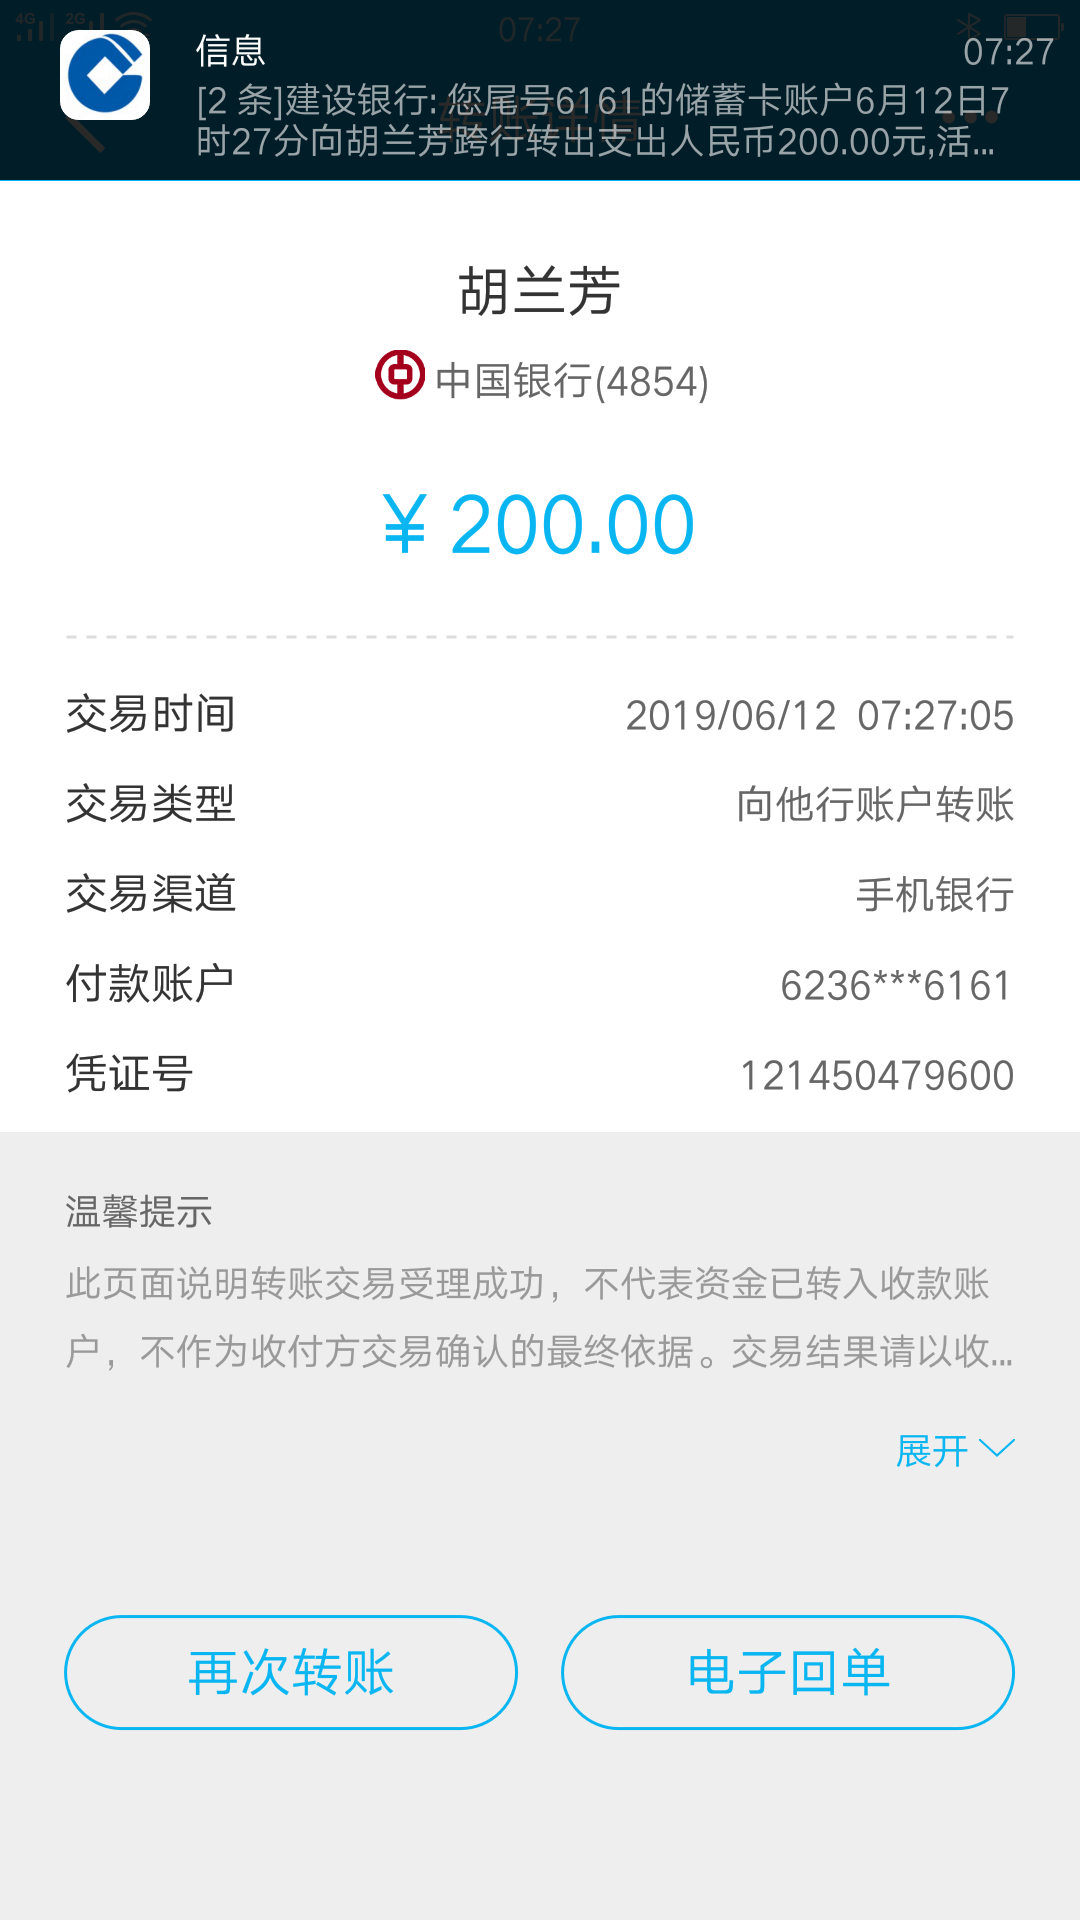 4G 2G 07:27
信息 07:27
[2 条]建设银行: 您尾号6161的储蓄卡账户6月12日7
时27分向胡兰芳跨行转出支出人民币200.00元,活...
转账详情
胡兰芳
中国银行(4854)
¥ 200.00
交易时间 2019/06/12 07:27:05
交易类型 向他行账户转账
交易渠道 手机银行
付款账户 6236***6161
凭证号 121450479600
温馨提示
此页面说明转账交易受理成功，不代表资金已转入收款账
户，不作为收付方交易确认的最终依据。交易结果请以收...
展开
再次转账 电子回单